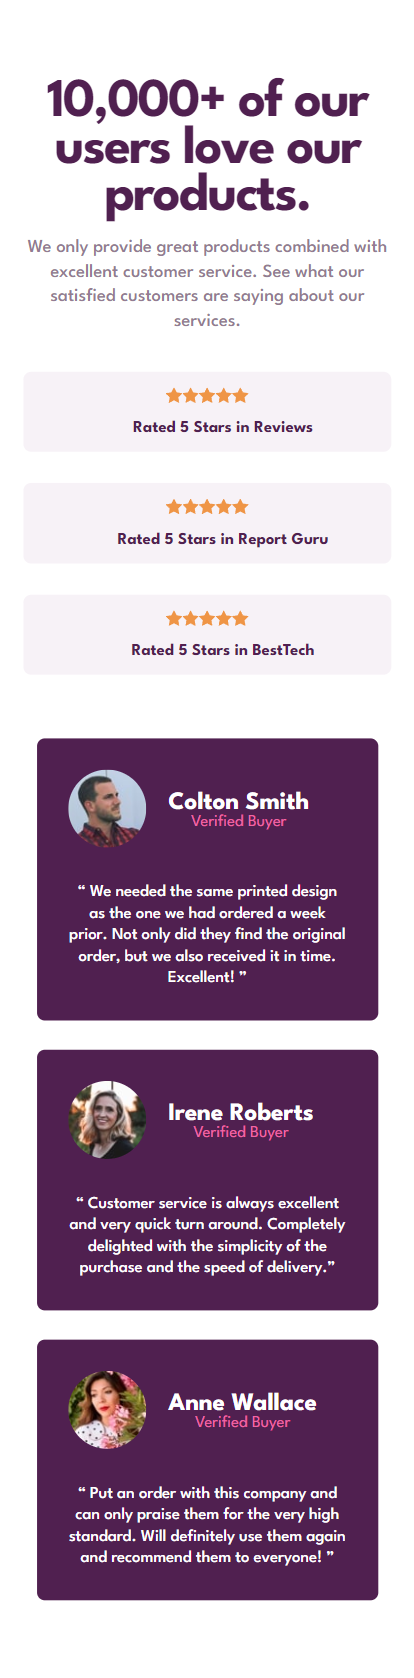 10,000+ of our
users love our
products.
We only provide great products combined with
excellent customer service. See what our
satisfied customers are saying about our
services.
Rated 5 Stars in Reviews
Rated 5 Stars in Report Guru
Rated 5 Stars in BestTech
Colton Smith
Verified Buyer
“ We needed the same printed design
as the one we had ordered a week
prior. Not only did they find the original
order, but we also received it in time.
Excellent! ”
Irene Roberts
Verified Buyer
“ Customer service is always excellent
and very quick turn around. Completely
delighted with the simplicity of the
purchase and the speed of delivery.”
Anne Wallace
Verified Buyer
“ Put an order with this company and
can only praise them for the very high
standard. Will definitely use them again
and recommend them to everyone! ”